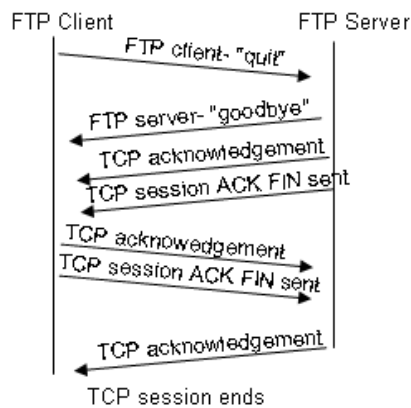 FTP Client
FTP Server
FTP client- "quit"
FTP server- "goodbye"
TCP acknowledgement
TCP session ACK FIN sent
TCP acknowedgement
TCP session ACK FIN sent
TCP acknowledgement
TCP session ends